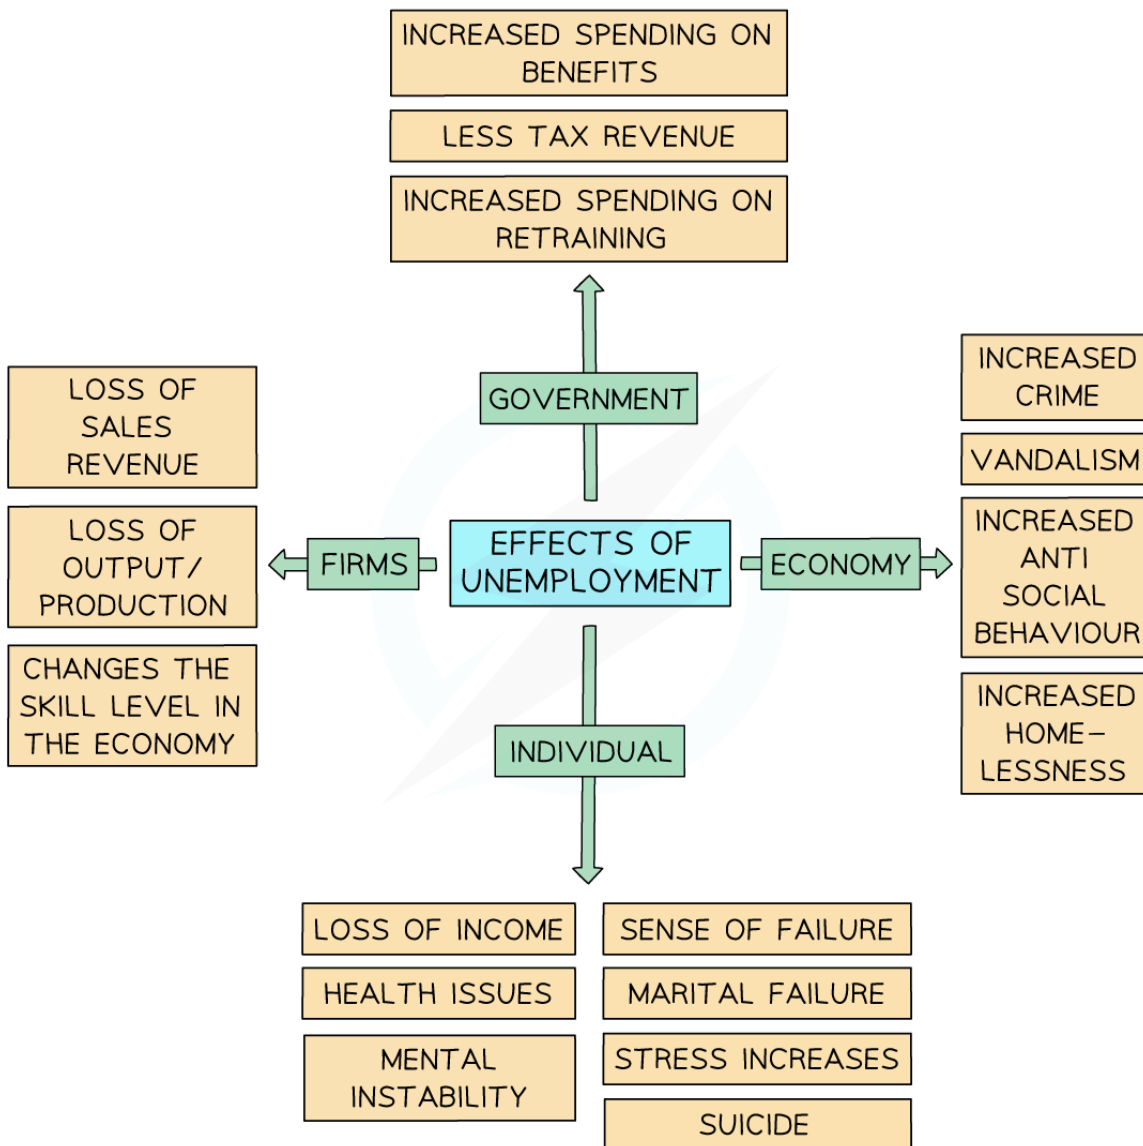 INCREASED SPENDING ON
BENEFITS
LESS TAX REVENUE
INCREASED SPENDING ON
RETRAINING
GOVERNMENT
LOSS OF
SALES
REVENUE
LOSS OF
OUTPUT/
PRODUCTION
CHANGES THE
SKILL LEVEL IN
THE ECONOMY
FIRMS
EFFECTS OF
UNEMPLOYMENT
ECONOMY
INCREASED
CRIME
VANDALISM
INCREASED
ANTI
SOCIAL
BEHAVIOUR
INCREASED
HOME-
LESSNESS
INDIVIDUAL
LOSS OF INCOME
HEALTH ISSUES
MENTAL
INSTABILITY
SENSE OF FAILURE
MARITAL FAILURE
STRESS INCREASES
SUICIDE